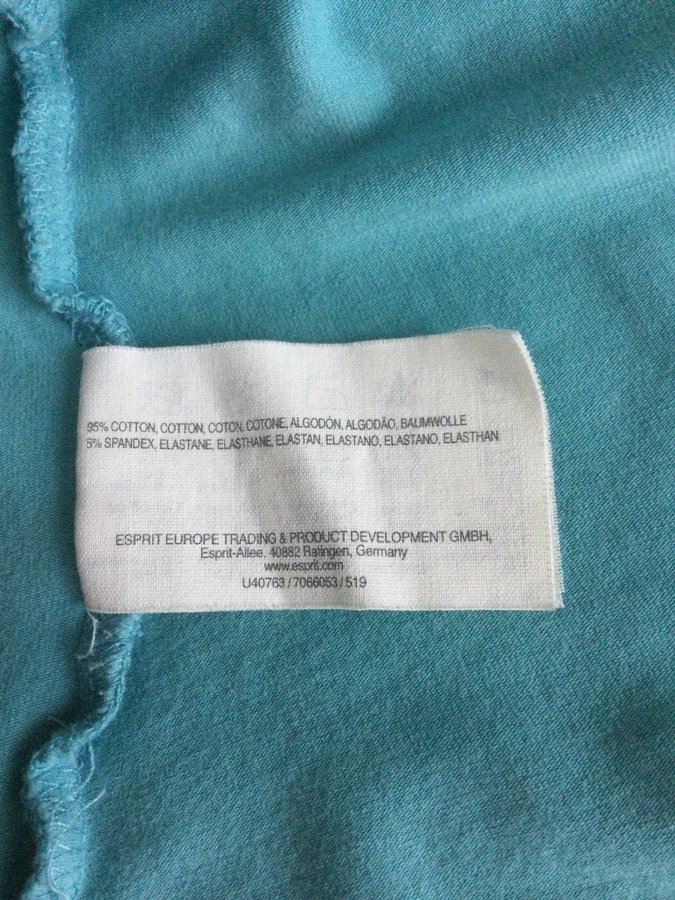 95% COTTON, COTTON, COTON, COTONE, ALGODÓN, ALGODÃO, BAUMWOLLE
5% SPANDEX, ELASTANE, ELASTHANE, ELASTAN, ELASTANO, ELASTANO, ELASTHAN
ESPRIT EUROPE TRADING & PRODUCT DEVELOPMENT GMBH,
Esprit-Allee, 40882 Ratingen, Germany
www.esprit.com
U40763 / 7066053 / 519